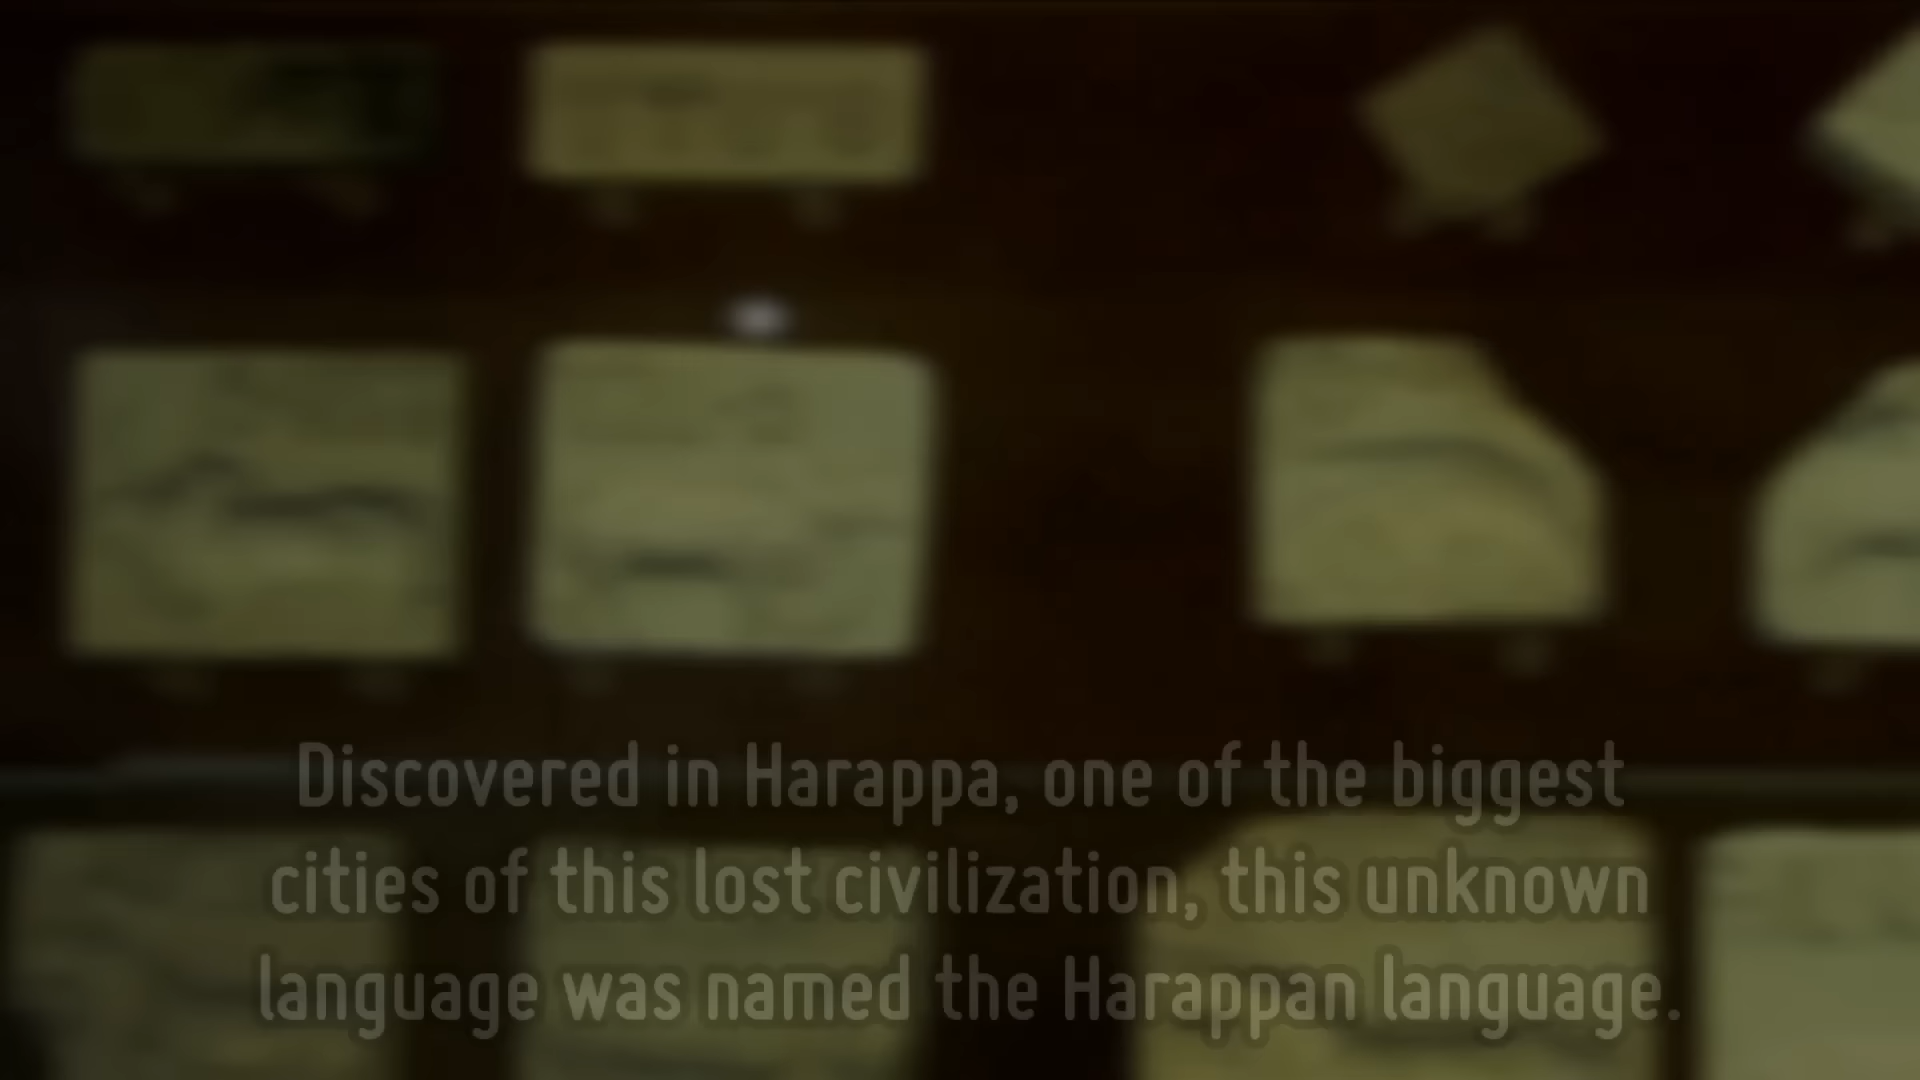 Discovered in Harappa, one of the biggest
cities of this lost civilization, this unknown
language was named the Harappan language.